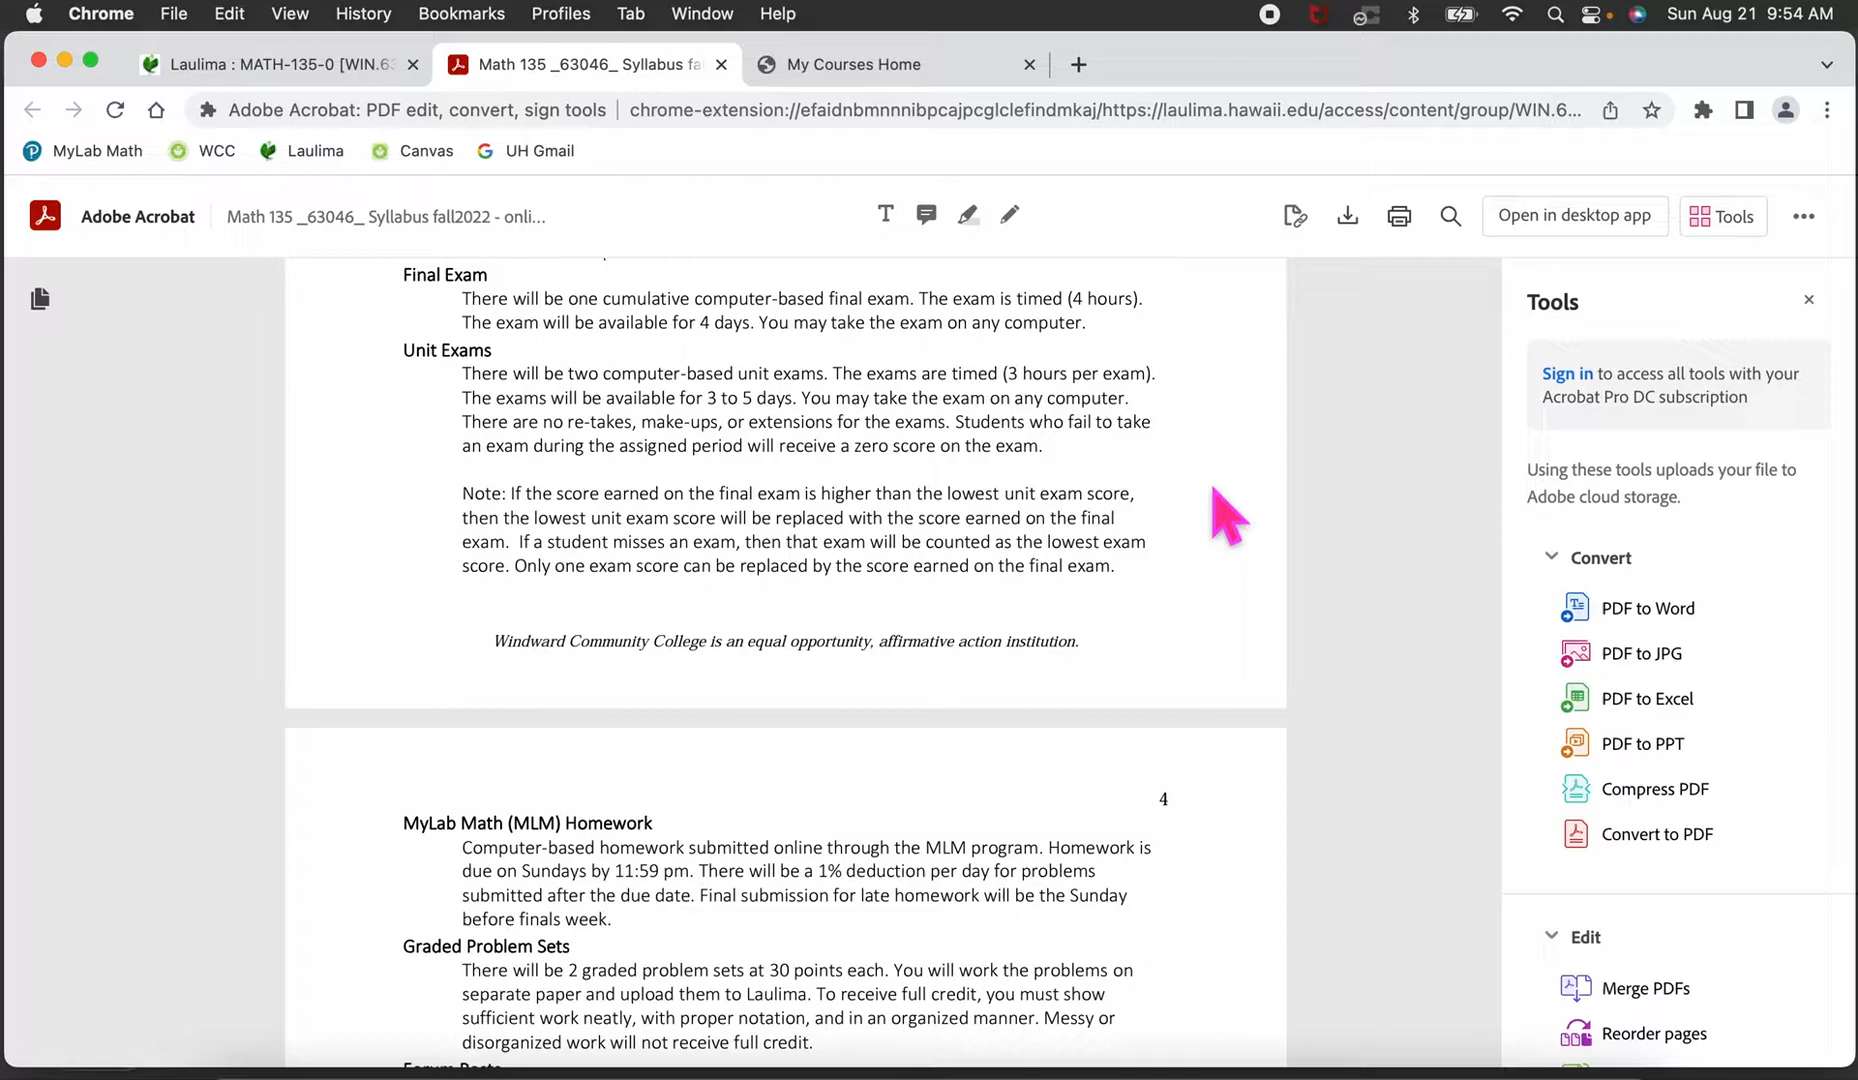 Chrome File Edit View History Bookmarks Profiles Tab Window Help Sun Aug 21 9:54 AM
Laulima : MATH-135-0 [WIN.63 Math 135 _63046_ Syllabus fa My Courses Home
Adobe Acrobat: PDF edit, convert, sign tools | chrome-extension://efaidnbmnnnibpcajpcglclefindmkaj/https://laulima.hawaii.edu/access/content/group/WIN.6...
MyLab Math WCC Laulima Canvas UH Gmail
Adobe Acrobat Math 135 _63046_ Syllabus fall2022 - onli... Open in desktop app Tools
Final Exam
There will be one cumulative computer-based final exam. The exam is timed (4 hours).
The exam will be available for 4 days. You may take the exam on any computer.
Unit Exams
There will be two computer-based unit exams. The exams are timed (3 hours per exam).
The exams will be available for 3 to 5 days. You may take the exam on any computer.
There are no re-takes, make-ups, or extensions for the exams. Students who fail to take
an exam during the assigned period will receive a zero score on the exam.
Note: If the score earned on the final exam is higher than the lowest unit exam score,
then the lowest unit exam score will be replaced with the score earned on the final
exam.  If a student misses an exam, then that exam will be counted as the lowest exam
score. Only one exam score can be replaced by the score earned on the final exam.
Windward Community College is an equal opportunity, affirmative action institution.
4
MyLab Math (MLM) Homework
Computer-based homework submitted online through the MLM program. Homework is
due on Sundays by 11:59 pm. There will be a 1% deduction per day for problems
submitted after the due date. Final submission for late homework will be the Sunday
before finals week.
Graded Problem Sets
There will be 2 graded problem sets at 30 points each. You will work the problems on
separate paper and upload them to Laulima. To receive full credit, you must show
sufficient work neatly, with proper notation, and in an organized manner. Messy or
disorganized work will not receive full credit.
Forum Posts
Tools
Sign in to access all tools with your
Acrobat Pro DC subscription
Using these tools uploads your file to
Adobe cloud storage.
Convert
PDF to Word
PDF to JPG
PDF to Excel
PDF to PPT
Compress PDF
Convert to PDF
Edit
Merge PDFs
Reorder pages